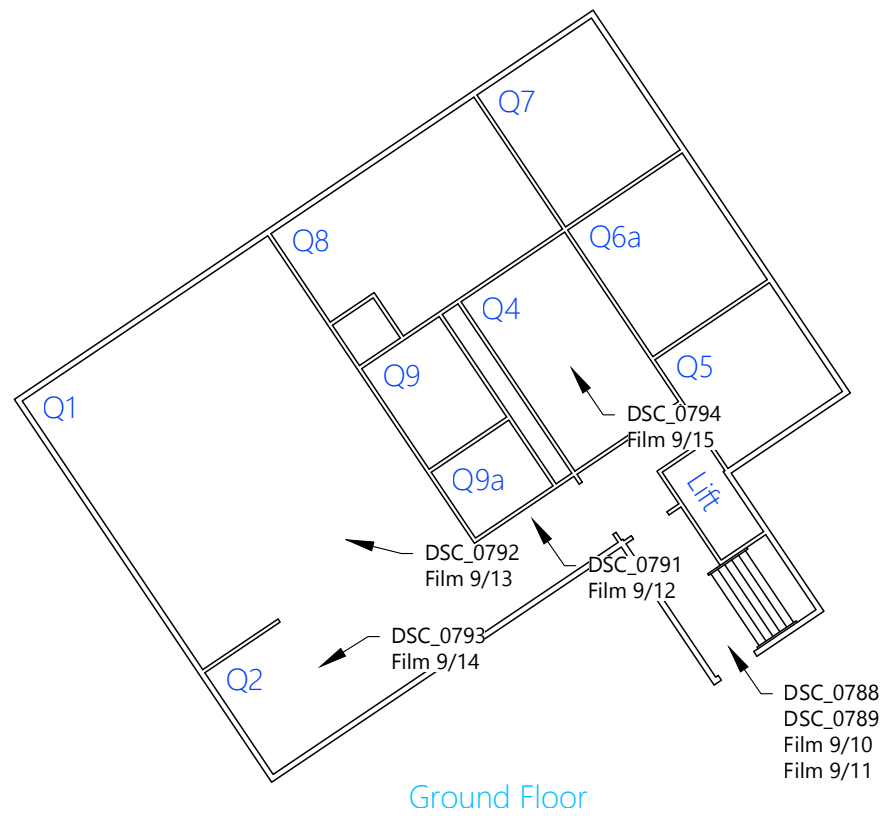 Q7
Q8
Q6a
Q4
Q5
Q9
Q1
DSC_0794
Film 9/15
Q9a
Lift
DSC_0792
Film 9/13
DSC_0791
Film 9/12
DSC_0793
Film 9/14
Q2
DSC_0788
DSC_0789
Film 9/10
Film 9/11
Ground Floor